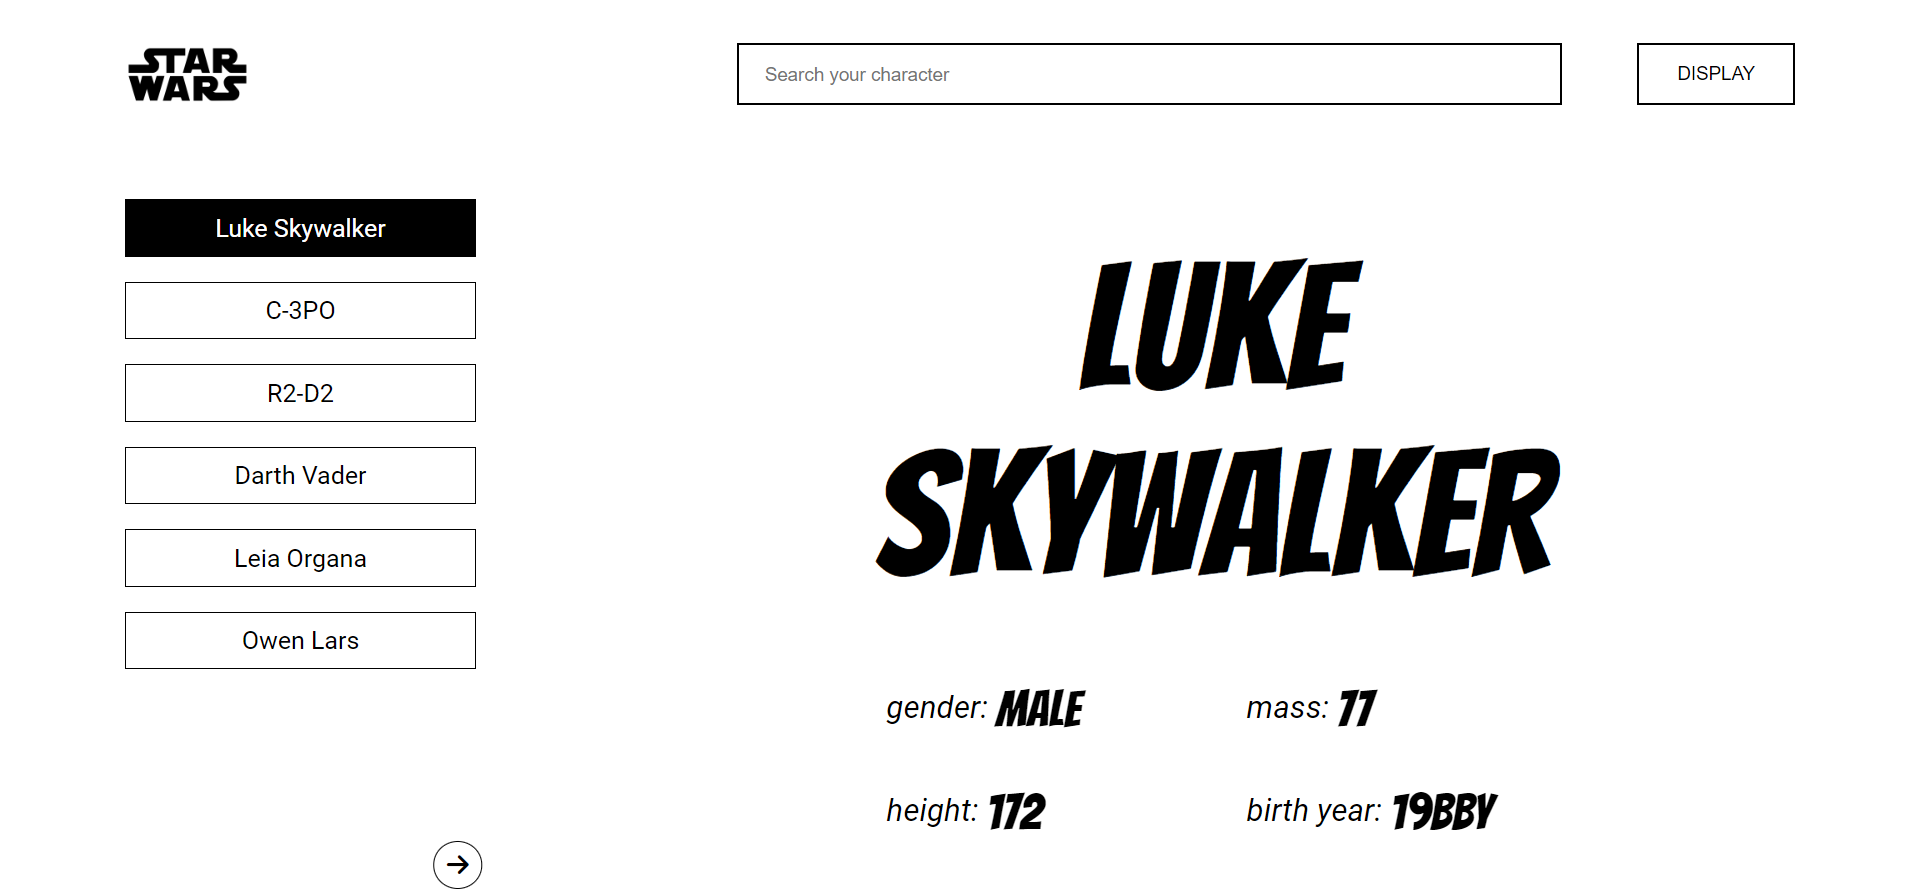 STAR
WARS
Search your character
DISPLAY
Luke Skywalker
C-3PO
R2-D2
Darth Vader
Leia Organa
Owen Lars
LUKE
SKYWALKER
gender: MALE
mass: 77
height: 172
birth year: 19BBY